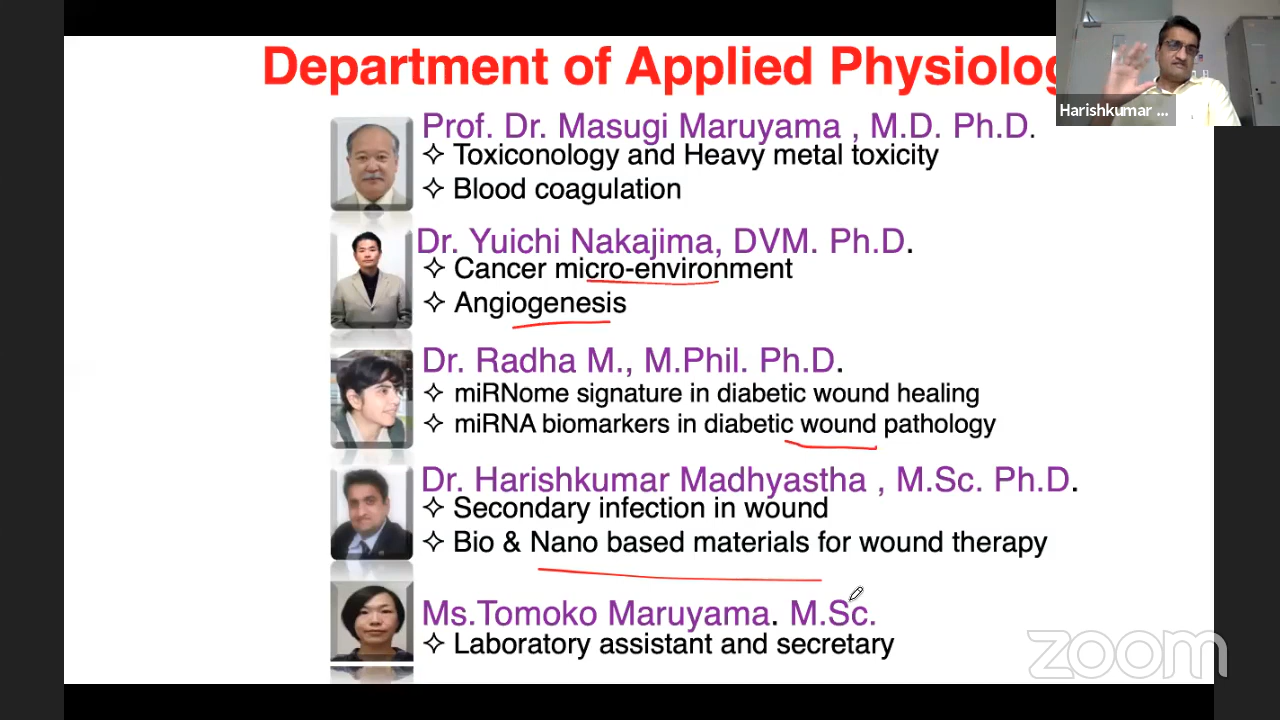 Department of Applied Physiolog
Harishkumar ...
Prof. Dr. Masugi Maruyama , M.D. Ph.D.
✧ Toxiconology and Heavy metal toxicity
✧ Blood coagulation
Dr. Yuichi Nakajima, DVM. Ph.D.
✧ Cancer micro-environment
✧ Angiogenesis
Dr. Radha M., M.Phil. Ph.D.
✧ miRNome signature in diabetic wound healing
✧ miRNA biomarkers in diabetic wound pathology
Dr. Harishkumar Madhyastha , M.Sc. Ph.D.
✧ Secondary infection in wound
✧ Bio & Nano based materials for wound therapy
Ms.Tomoko Maruyama. M.Sc.
✧ Laboratory assistant and secretary
zoom